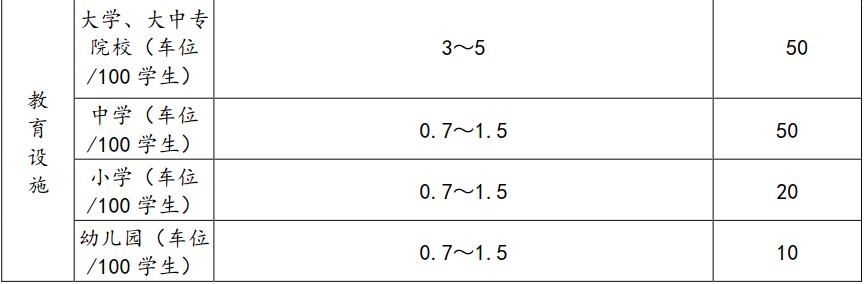 教育设施
大学、大中专
院校（车位
/100 学生）
3～5
50
中学（车位
/100 学生）
0.7～1.5
50
小学（车位
/100 学生）
0.7～1.5
20
幼儿园（车位
/100 学生）
0.7～1.5
10